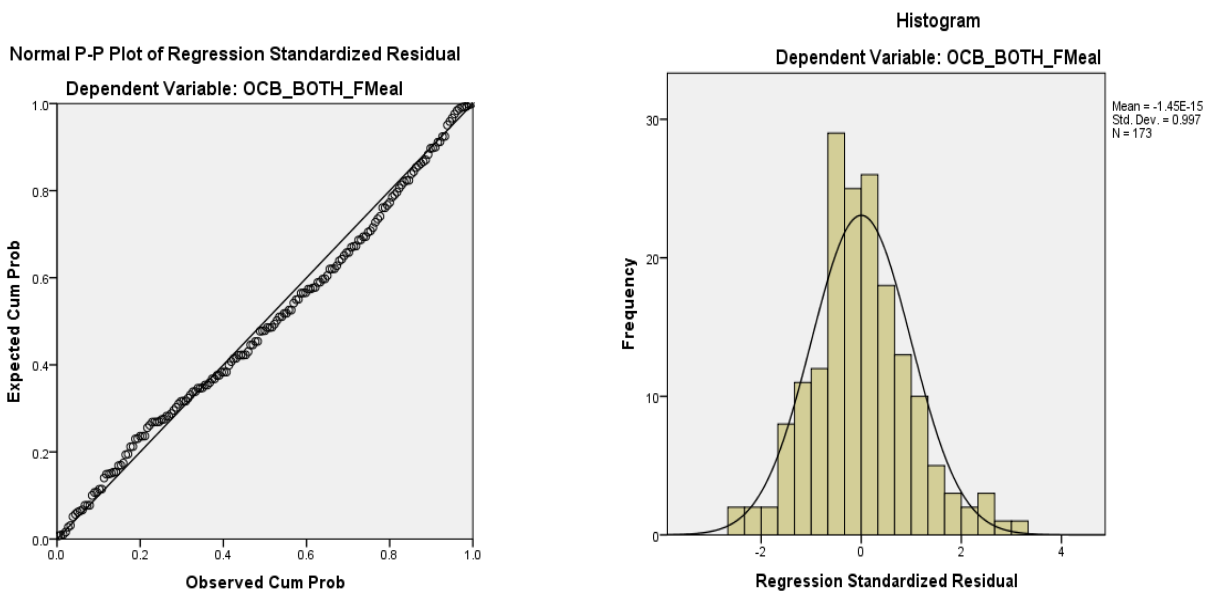 Normal P-P Plot of Regression Standardized Residual
Dependent Variable: OCB_BOTH_FMeal
1.0
0.8
0.6
0.4
0.2
0.0
Expected Cum Prob
0.0 0.2 0.4 0.6 0.8 1.0
Observed Cum Prob
Histogram
Dependent Variable: OCB_BOTH_FMeal
30
20
10
0
Frequency
-2 0 2 4
Regression Standardized Residual
Mean = -1.45E-15
Std. Dev. = 0.997
N = 173